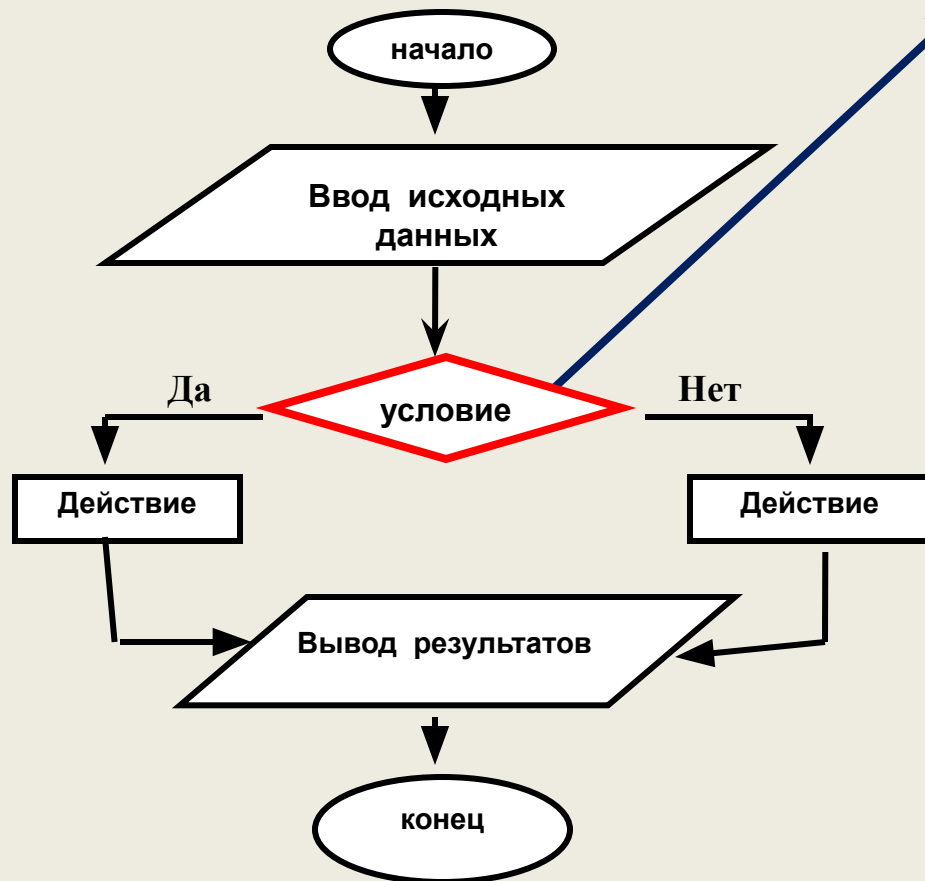 начало
Ввод исходных
данных
Да
Нет
условие
Действие
Действие
Вывод результатов
конец